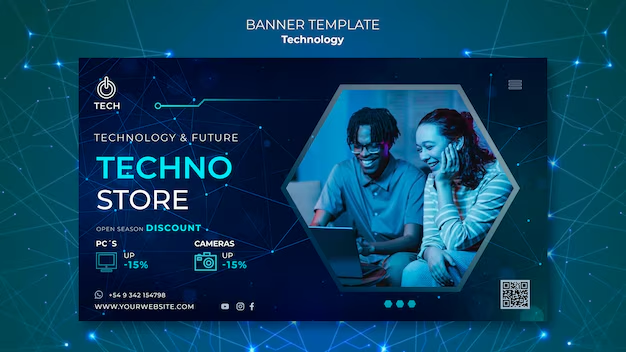 BANNER TEMPLATE
Technology
TECH
TECHNOLOGY & FUTURE
TECHNO
STORE
OPEN SEASON DISCOUNT
PC´S
UP
-15%
CAMERAS
UP
-15%
+54 9 342 154798
WWW.YOURWEBSITE.COM